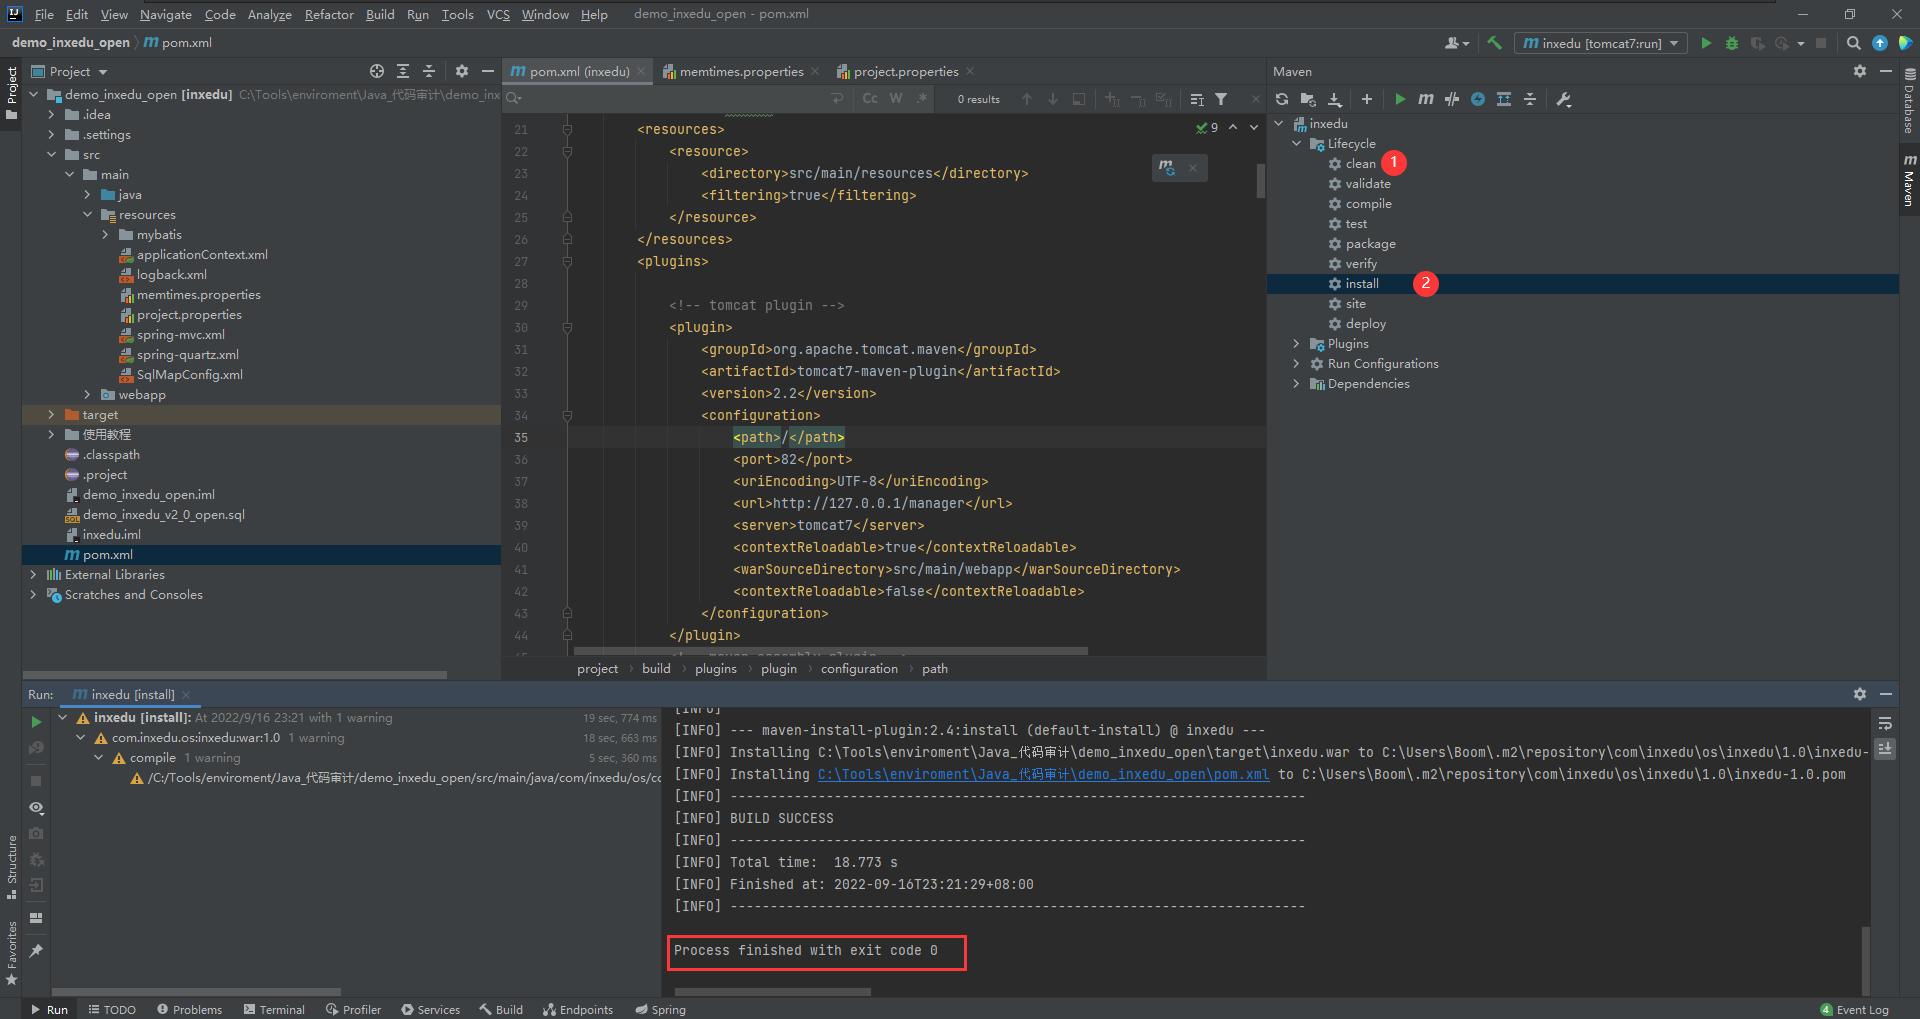 File Edit View Navigate Code Analyze Refactor Build Run Tools VCS Window Help demo_inxedu_open - pom.xml
demo_inxedu_open pom.xml
inxedu [tomcat7:run]
Project
Project
demo_inxedu_open [inxedu] C:\Tools\enviroment\Java_代码审计\demo_inx
.idea
.settings
src
main
java
resources
mybatis
applicationContext.xml
logback.xml
memtimes.properties
project.properties
spring-mvc.xml
spring-quartz.xml
SqlMapConfig.xml
webapp
target
使用教程
.classpath
.project
demo_inxedu_open.iml
demo_inxedu_v2_0_open.sql
inxedu.iml
pom.xml
External Libraries
Scratches and Consoles
pom.xml (inxedu) memtimes.properties project.properties
Cc W .* 0 results
9
21 <resources>
22 <resource>
23 <directory>src/main/resources</directory>
24 <filtering>true</filtering>
25 </resource>
26 </resources>
27 <plugins>
28
29 <!-- tomcat plugin -->
30 <plugin>
31 <groupId>org.apache.tomcat.maven</groupId>
32 <artifactId>tomcat7-maven-plugin</artifactId>
33 <version>2.2</version>
34 <configuration>
35 <path>/</path>
36 <port>82</port>
37 <uriEncoding>UTF-8</uriEncoding>
38 <url>http://127.0.0.1/manager</url>
39 <server>tomcat7</server>
40 <contextReloadable>true</contextReloadable>
41 <warSourceDirectory>src/main/webapp</warSourceDirectory>
42 <contextReloadable>false</contextReloadable>
43 </configuration>
44 </plugin>
project build plugins plugin configuration path
Maven
inxedu
Lifecycle
clean 1
validate
compile
test
package
verify
install 2
site
deploy
Plugins
Run Configurations
Dependencies
Database
Maven
Run: inxedu [install]
inxedu [install]: At 2022/9/16 23:21 with 1 warning 19 sec, 774 ms
com.inxedu.os:inxedu:war:1.0 1 warning 18 sec, 663 ms
compile 1 warning 5 sec, 360 ms
/C:/Tools/enviroment/Java_代码审计/demo_inxedu_open/src/main/java/com/inxedu/os/cc
[INFO]
[INFO] --- maven-install-plugin:2.4:install (default-install) @ inxedu ---
[INFO] Installing C:\Tools\enviroment\Java_代码审计\demo_inxedu_open\target\inxedu.war to C:\Users\Boom\.m2\repository\com\inxedu\os\inxedu\1.0\inxedu-
[INFO] Installing C:\Tools\enviroment\Java_代码审计\demo_inxedu_open\pom.xml to C:\Users\Boom\.m2\repository\com\inxedu\os\inxedu\1.0\inxedu-1.0.pom
[INFO] ------------------------------------------------------------------------
[INFO] BUILD SUCCESS
[INFO] ------------------------------------------------------------------------
[INFO] Total time:  18.773 s
[INFO] Finished at: 2022-09-16T23:21:29+08:00
[INFO] ------------------------------------------------------------------------
Process finished with exit code 0
Structure
Favorites
Run TODO Problems Terminal Profiler Services Build Endpoints Spring 4 Event Log